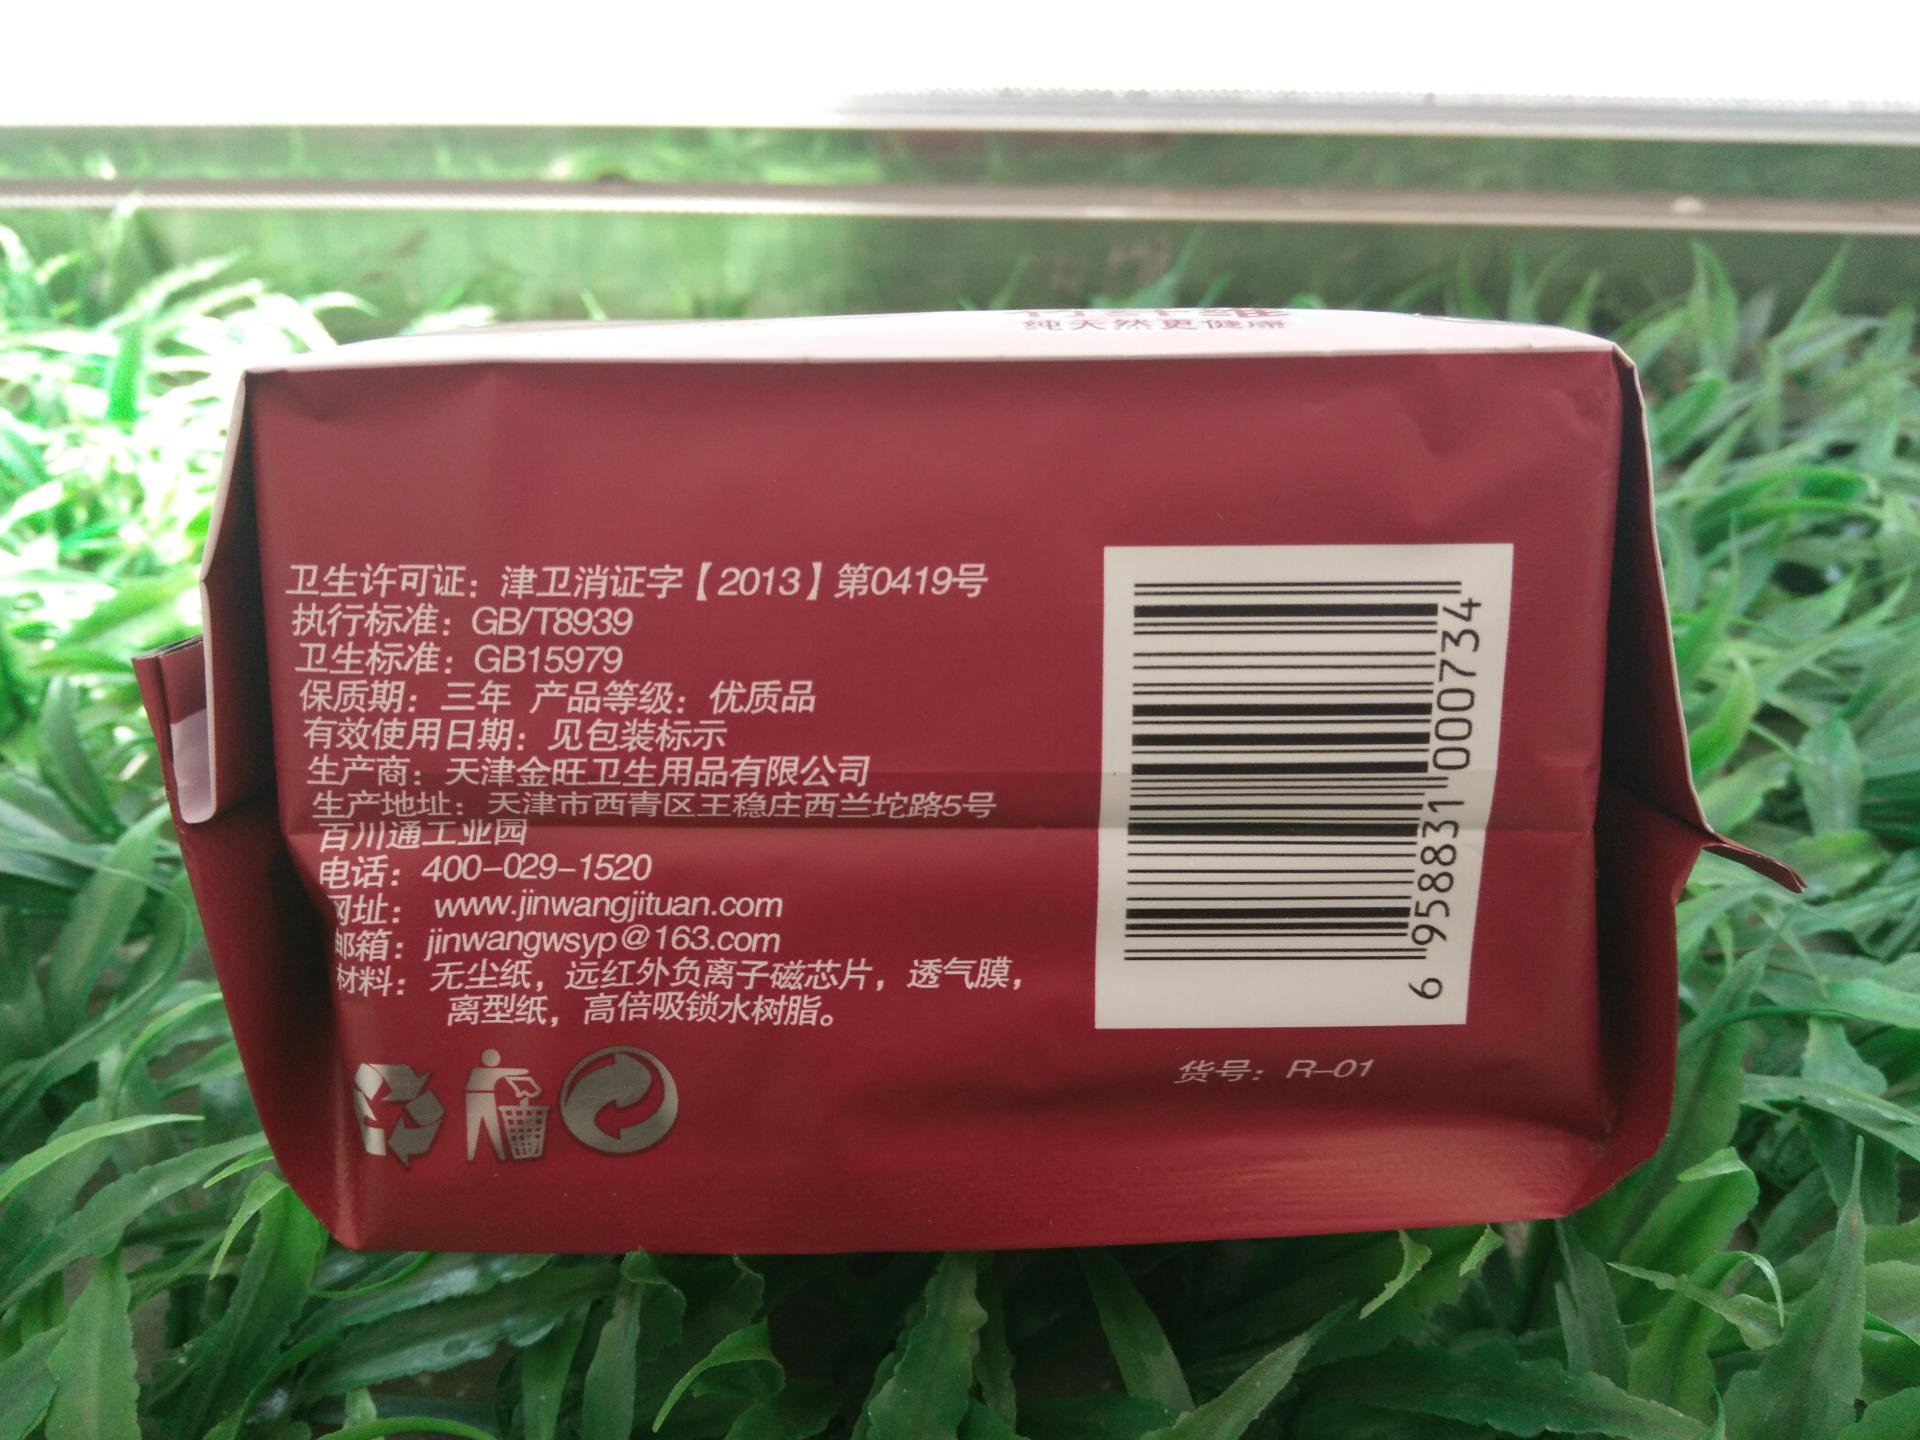 竹纤维
纯天然更健康
卫生许可证：津卫消证字【2013】第0419号
执行标准：GB/T8939
卫生标准：GB15979
保质期：三年 产品等级：优质品
有效使用日期：见包装标示
生产商：天津金旺卫生用品有限公司
生产地址：天津市西青区王稳庄西兰坨路5号
百川通工业园
电话：400-029-1520
网址：www.jinwangjituan.com
邮箱：jinwangwsyp@163.com
材料：无尘纸，远红外负离子磁芯片，透气膜，
离型纸，高倍吸锁水树脂。
6 958831 000734
货号：R-01